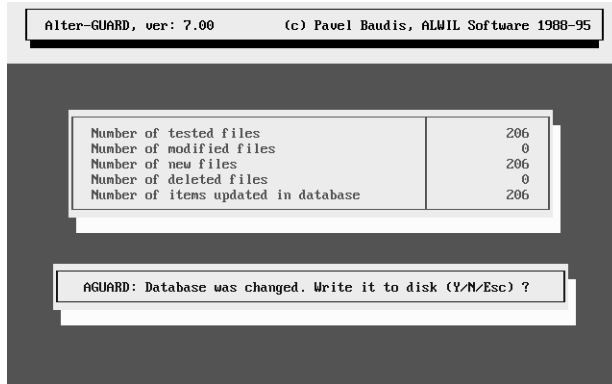 Alter-GUARD, ver: 7.00 (c) Pavel Baudis, ALWIL Software 1988-95
Number of tested files 206
Number of modified files 0
Number of new files 206
Number of deleted files 0
Number of items updated in database 206
AGUARD: Database was changed. Write it to disk (Y/N/Esc) ?